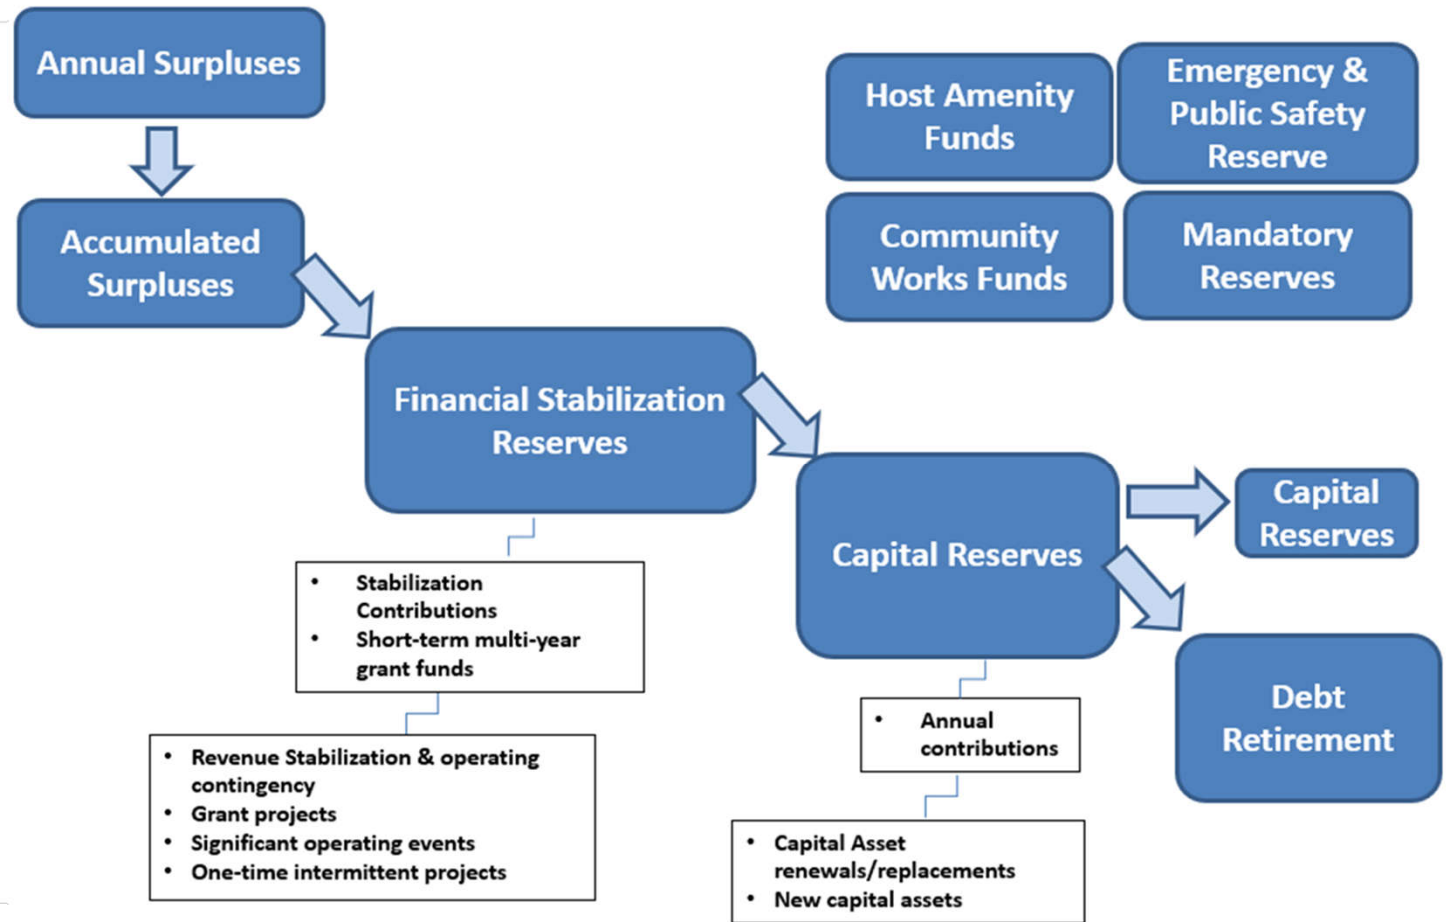 Annual Surpluses
Accumulated
Surpluses
Host Amenity
Funds
Emergency &
Public Safety
Reserve
Community
Works Funds
Mandatory
Reserves
Financial Stabilization
Reserves
Capital Reserves
Capital
Reserves
Debt
Retirement
• Stabilization
Contributions
• Short-term multi-year
grant funds
• Revenue Stabilization & operating
contingency
• Grant projects
• Significant operating events
• One-time intermittent projects
• Annual
contributions
• Capital Asset
renewals/replacements
• New capital assets